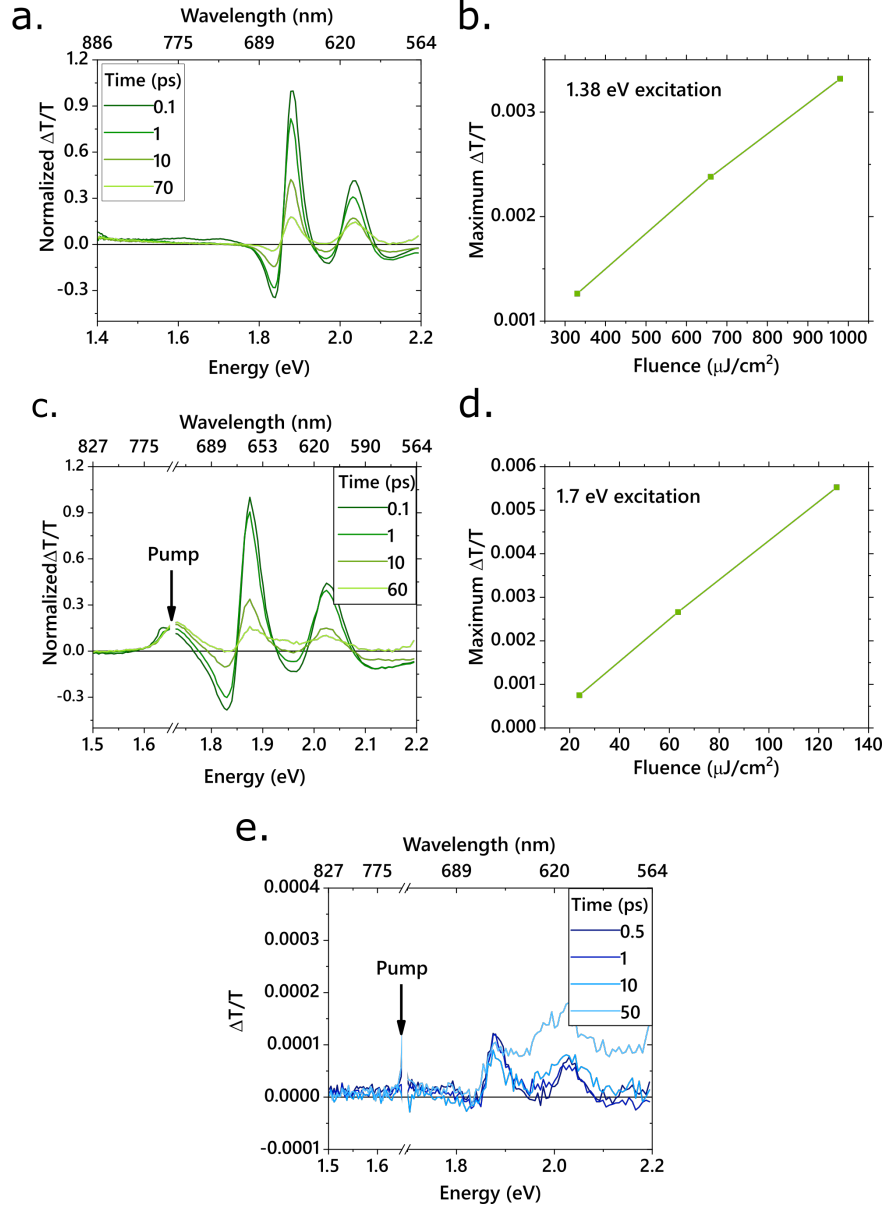 a.
Wavelength (nm)
886 775 689 620 564
1.2
0.9
0.6
0.3
0.0
-0.3
Normalized ΔT/T
Time (ps)
0.1
1
10
70
1.4 1.6 1.8 2.0 2.2
Energy (eV)
b.
1.38 eV excitation
0.003
0.002
0.001
Maximum ΔT/T
300 400 500 600 700 800 900 1000
Fluence (μJ/cm²)
c.
Wavelength (nm)
827 775 689 653 620 590 564
1.2
0.9
0.6
0.3
0.0
-0.3
NormalizedΔT/T
Time (ps)
0.1
1
10
60
Pump
1.5 1.6 1.8 1.9 2.0 2.1 2.2
Energy (eV)
d.
1.7 eV excitation
0.006
0.005
0.004
0.003
0.002
0.001
0.000
Maximum ΔT/T
20 40 60 80 100 120 140
Fluence (μJ/cm²)
e.
Wavelength (nm)
827 775 689 620 564
0.0004
0.0003
0.0002
0.0001
0.0000
-0.0001
ΔT/T
Time (ps)
0.5
1
10
50
Pump
1.5 1.6 1.8 2.0 2.2
Energy (eV)